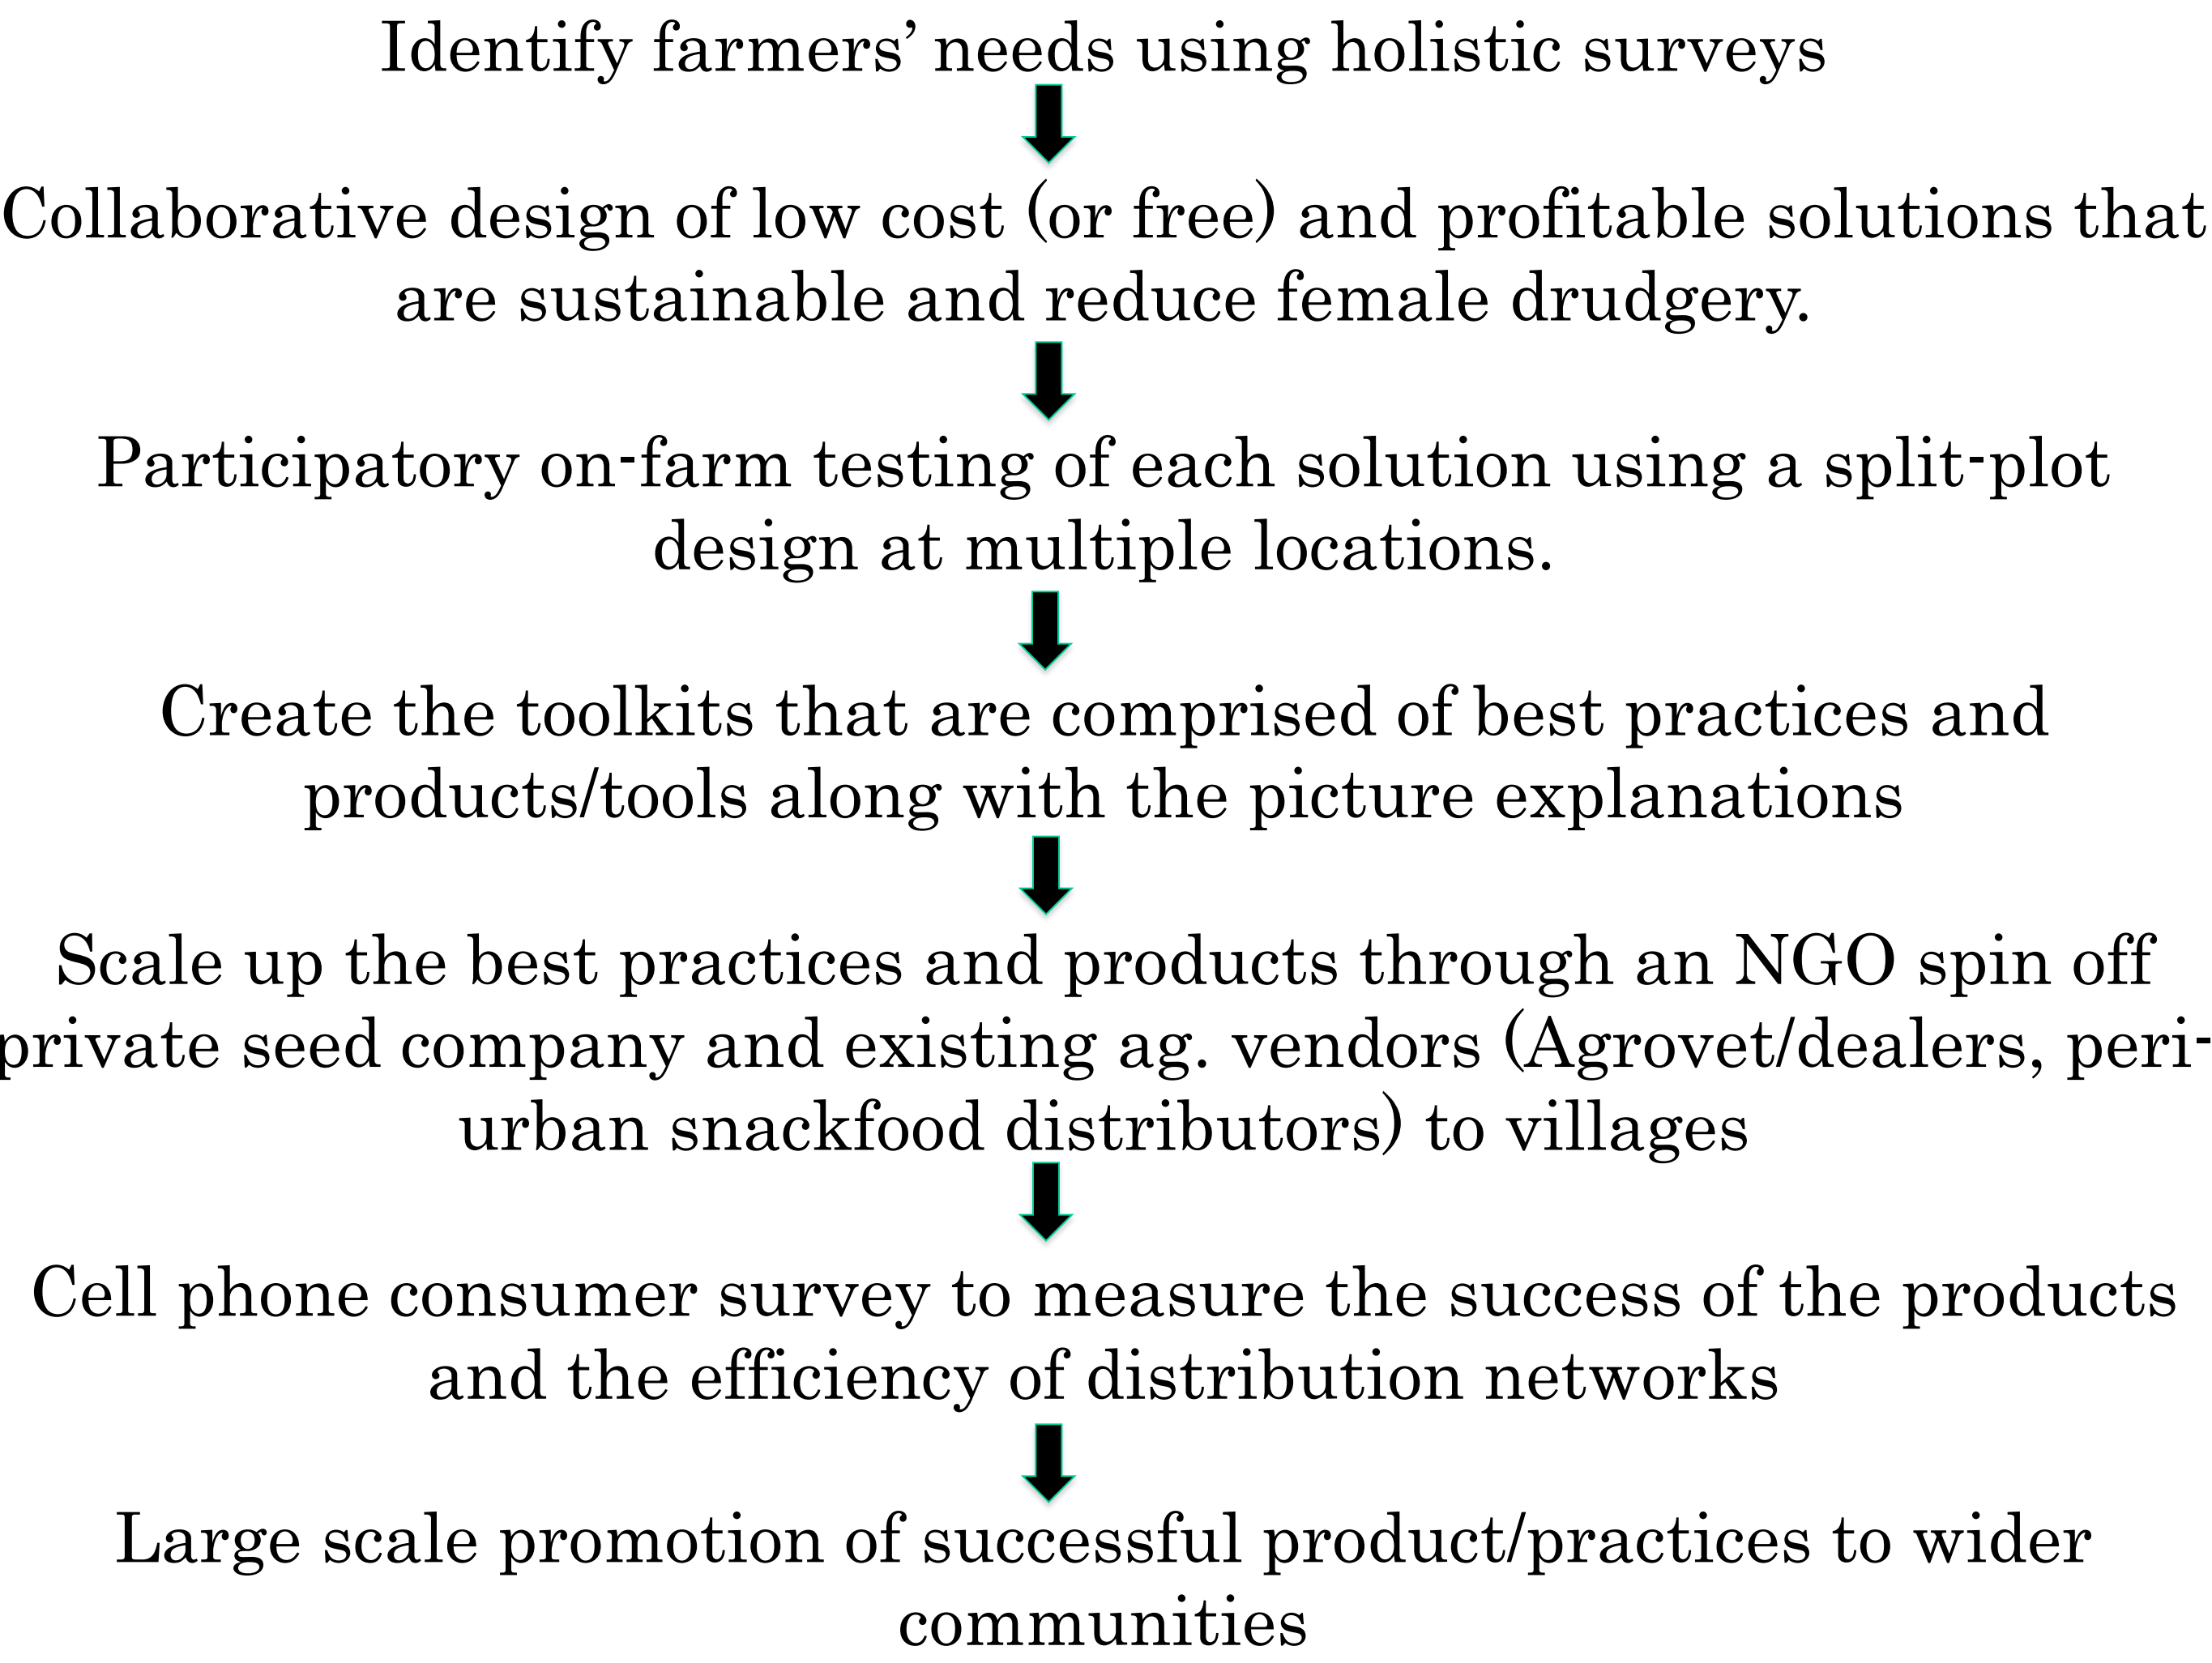 Identify farmers’ needs using holistic surveys
Collaborative design of low cost (or free) and profitable solutions that
are sustainable and reduce female drudgery.
Participatory on-farm testing of each solution using a split-plot
design at multiple locations.
Create the toolkits that are comprised of best practices and
products/tools along with the picture explanations
Scale up the best practices and products through an NGO spin off
private seed company and existing ag. vendors (Agrovet/dealers, peri-
urban snackfood distributors) to villages
Cell phone consumer survey to measure the success of the products
and the efficiency of distribution networks
Large scale promotion of successful product/practices to wider
communities